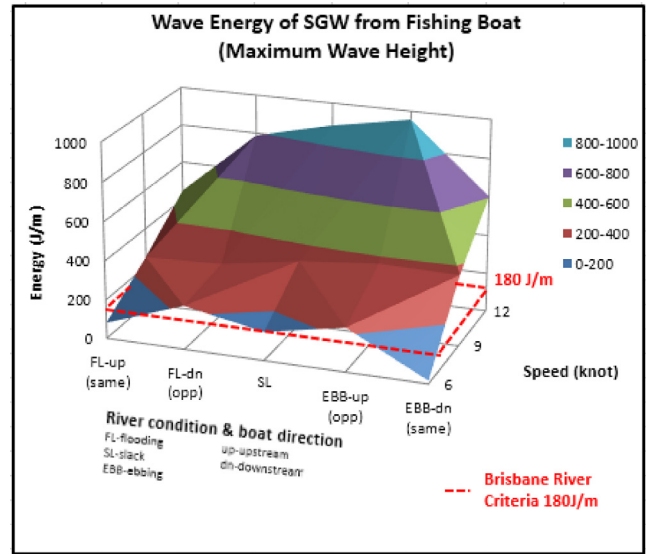 Wave Energy of SGW from Fishing Boat
(Maximum Wave Height)
1000
800
600
400
200
0
Energy (J/m)
800-1000
600-800
400-600
200-400
0-200
180 J/m
12
9
6
Speed (knot)
FL-up
(same)
FL-dn
(opp)
SL
EBB-up
(opp)
EBB-dn
(same)
River condition & boat direction
FL-flooding up-upstream
SL-slack dn-downstream
EBB-ebbing
Brisbane River
Criteria 180J/m